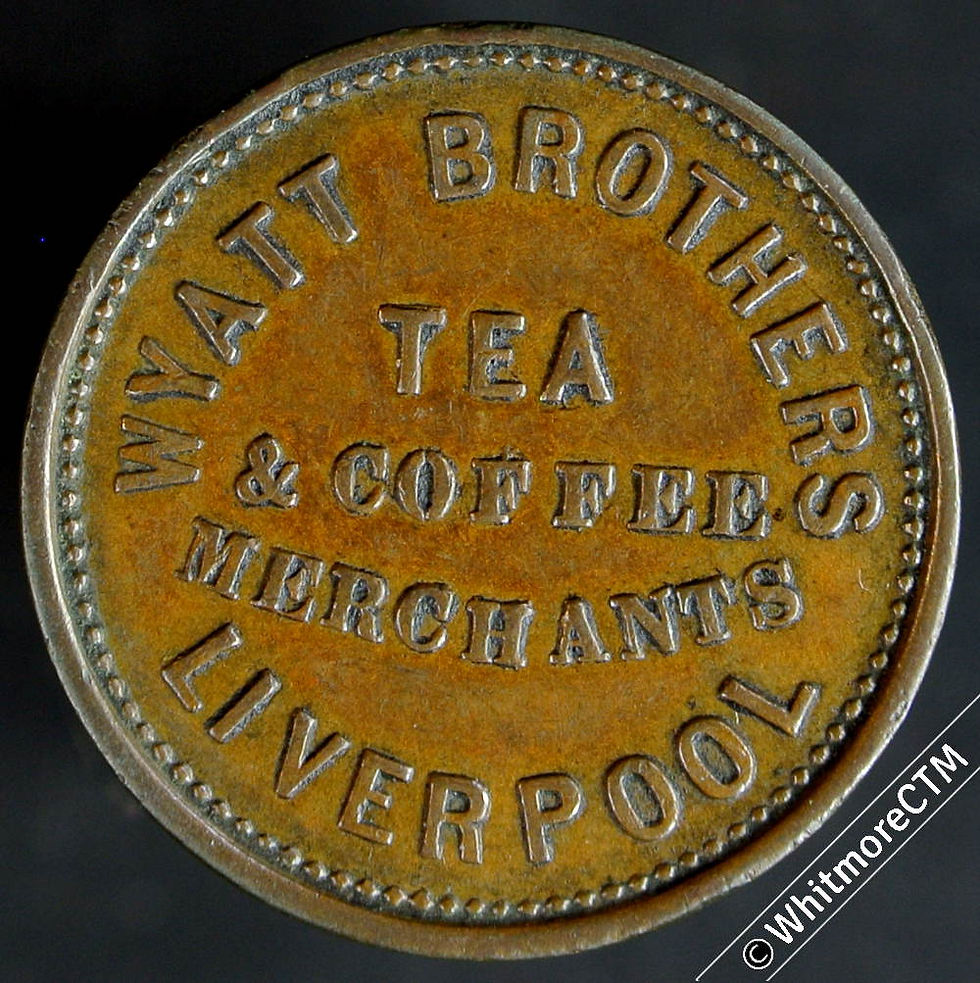 WYATT BROTHERS
TEA
& COFFEE
MERCHANTS
LIVERPOOL
© WhitmoreCTM